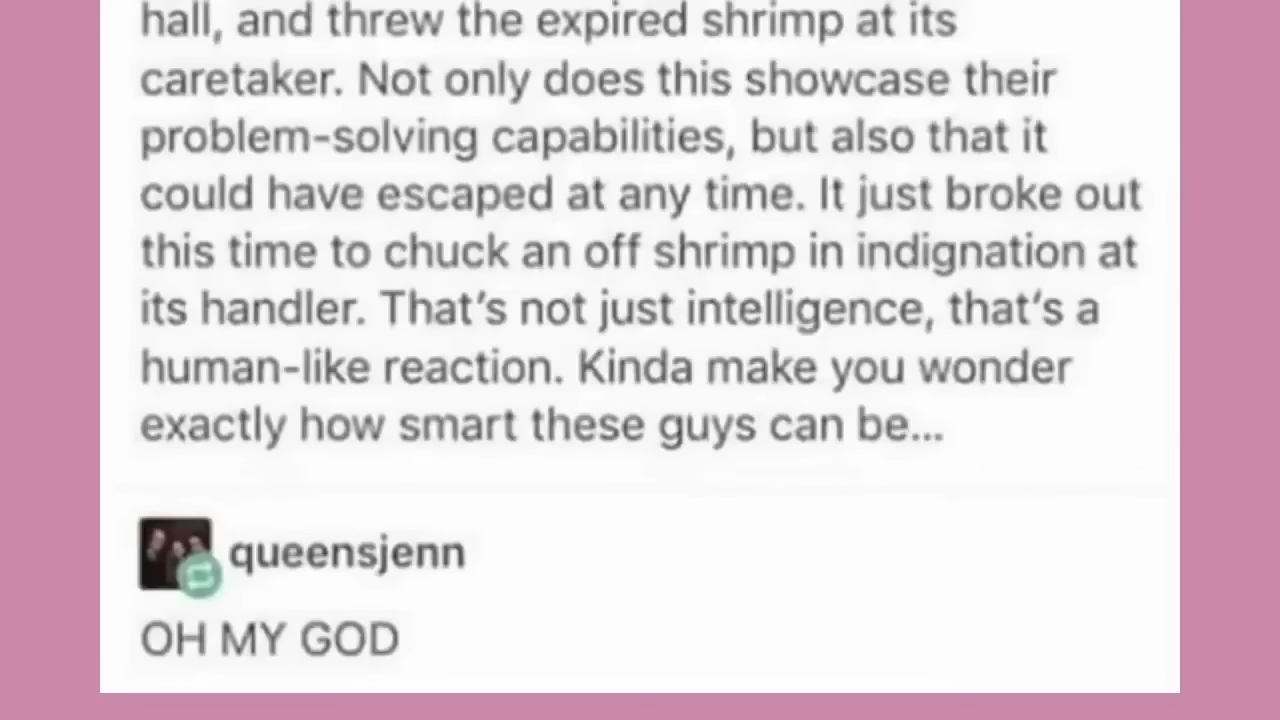 hall, and threw the expired shrimp at its
caretaker. Not only does this showcase their
problem-solving capabilities, but also that it
could have escaped at any time. It just broke out
this time to chuck an off shrimp in indignation at
its handler. That's not just intelligence, that's a
human-like reaction. Kinda make you wonder
exactly how smart these guys can be...
queensjenn
OH MY GOD